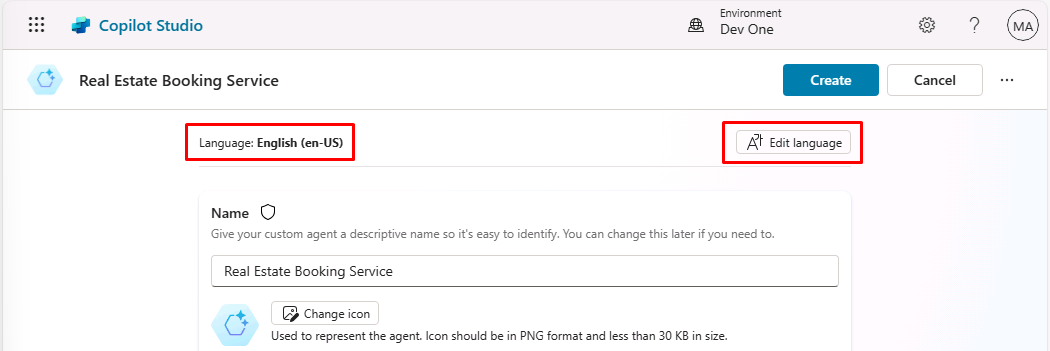 Copilot Studio
Environment
Dev One
?
MA
Real Estate Booking Service
Create
Cancel
...
Language: English (en-US)
Edit language
Name
Give your custom agent a descriptive name so it's easy to identify. You can change this later if you need to.
Real Estate Booking Service
Change icon
Used to represent the agent. Icon should be in PNG format and less than 30 KB in size.